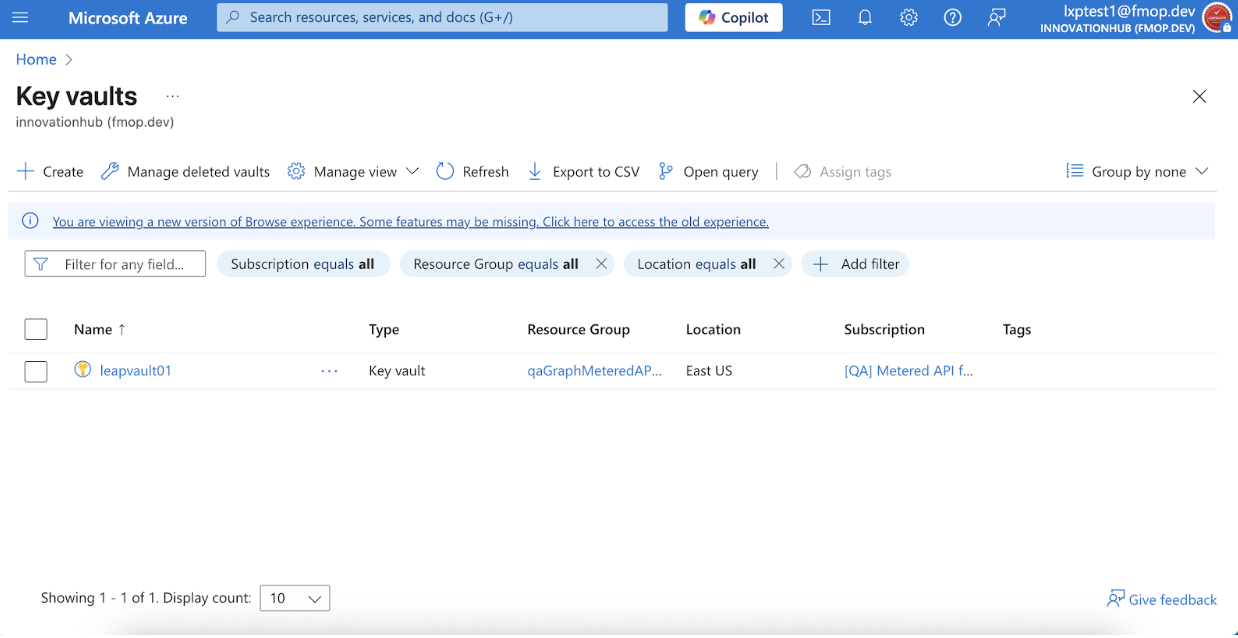 Microsoft Azure
Search resources, services, and docs (G+/)
Copilot
lxptest1@fmop.dev
INNOVATIONHUB (FMOP.DEV)
Home
Key vaults ...
innovationhub (fmop.dev)
Create
Manage deleted vaults
Manage view
Refresh
Export to CSV
Open query
Assign tags
Group by none
You are viewing a new version of Browse experience. Some features may be missing. Click here to access the old experience.
Filter for any field...
Subscription equals all
Resource Group equals all
Location equals all
Add filter
Name ↑ Type Resource Group Location Subscription Tags
leapvault01 ... Key vault qaGraphMeteredAP... East US [QA] Metered API f...
Showing 1 - 1 of 1. Display count: 10
Give feedback